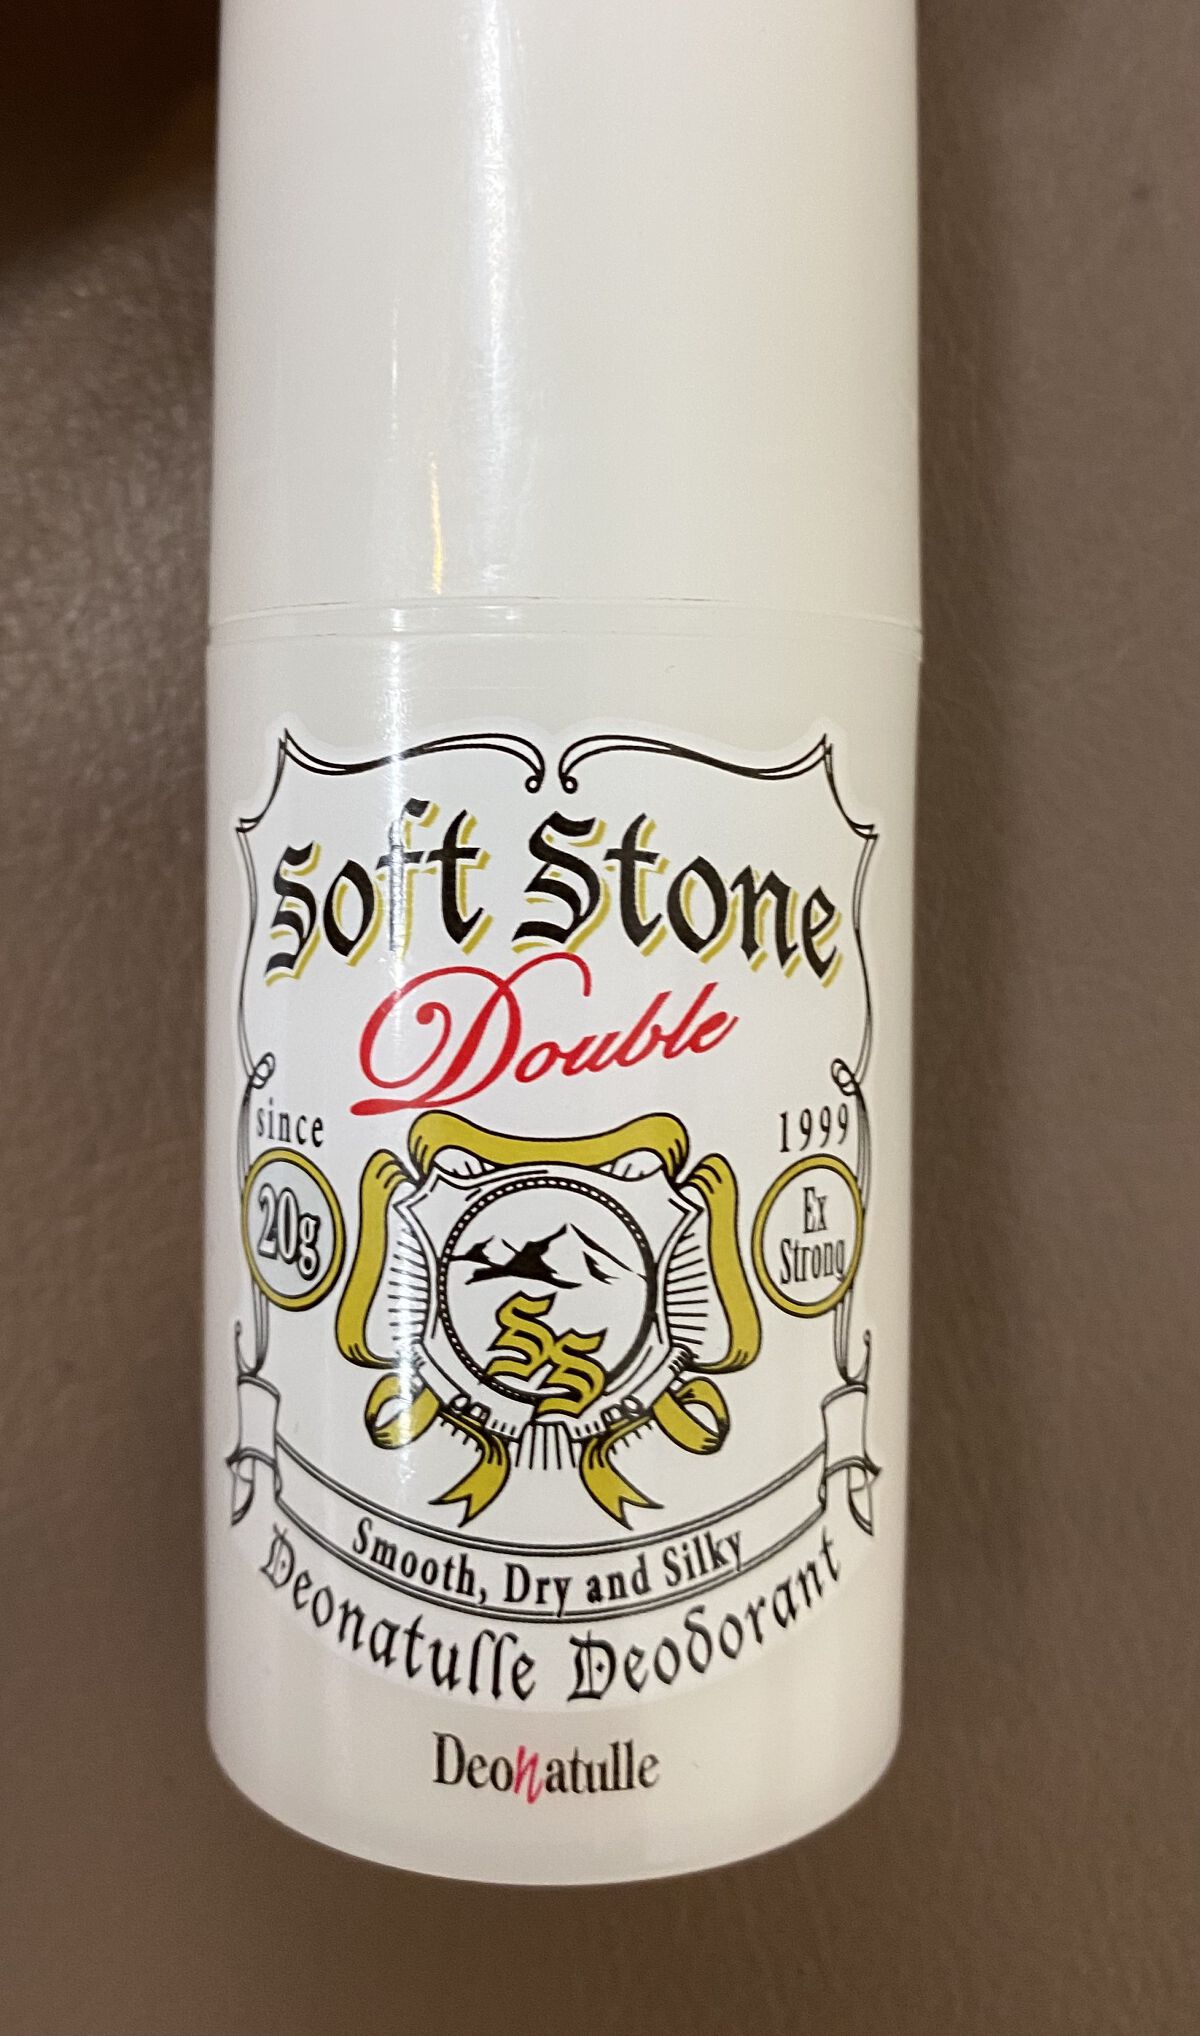 Soft Stone
Double
since 1999
20g
Ex
Strong
SS
Smooth, Dry and Silky
Deonatulle Deodorant
Deonatulle